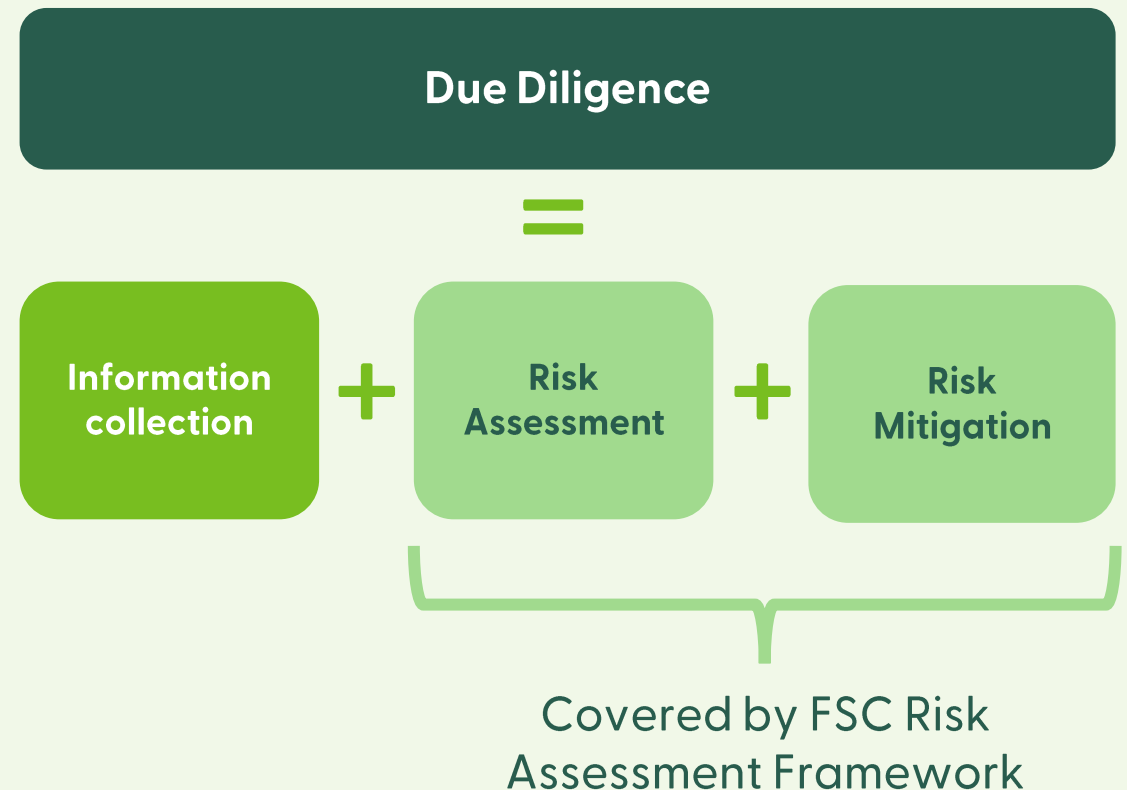 Due Diligence
=
Information
collection
+
Risk
Assessment
+
Risk
Mitigation
Covered by FSC Risk
Assessment Framework